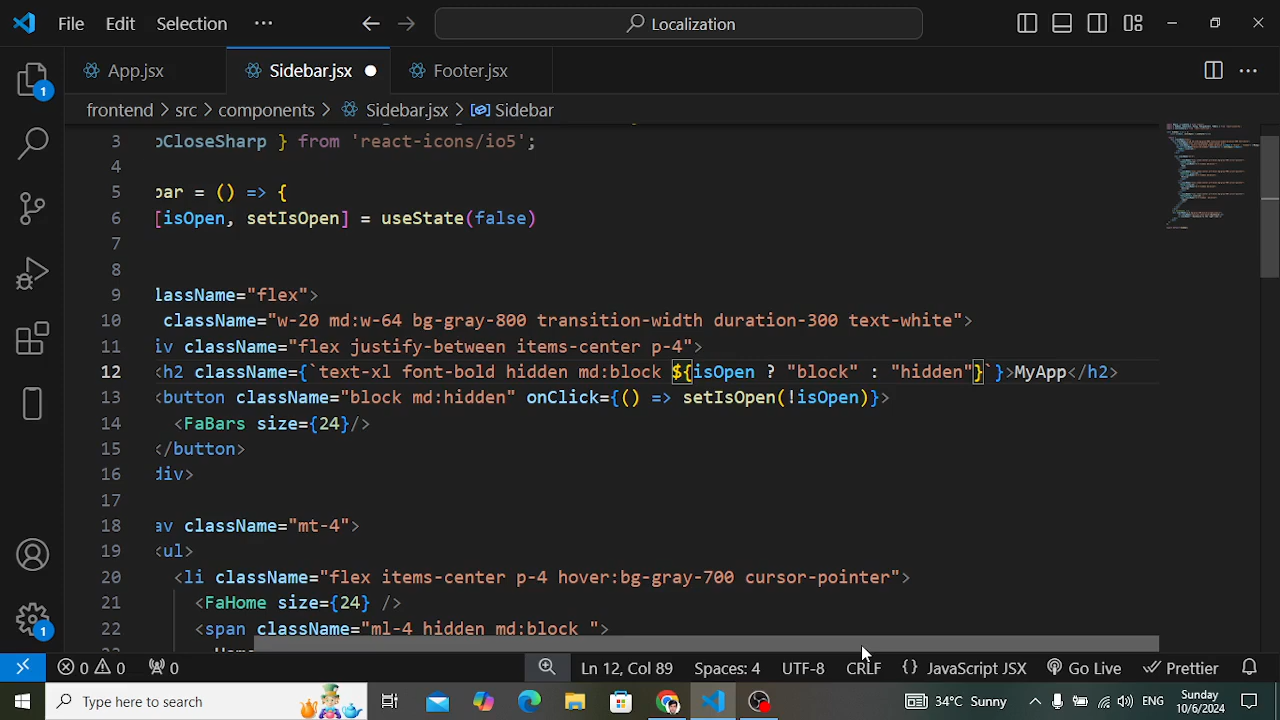 File Edit Selection ··· Localization
App.jsx Sidebar.jsx Footer.jsx
frontend > src > components > Sidebar.jsx > Sidebar
3 oCloseSharp } from 'react-icons/io5';
4
5 bar = () => {
6 [isOpen, setIsOpen] = useState(false)
7
8
9 lassName="flex">
10 className="w-20 md:w-64 bg-gray-800 transition-width duration-300 text-white">
11 iv className="flex justify-between items-center p-4">
12 <h2 className={`text-xl font-bold hidden md:block ${isOpen ? "block" : "hidden"}`}>MyApp</h2>
13 <button className="block md:hidden" onClick={() => setIsOpen(!isOpen)}>
14 <FaBars size={24}/>
15 </button>
16 div>
17
18 av className="mt-4">
19 <ul>
20 <li className="flex items-center p-4 hover:bg-gray-700 cursor-pointer">
21 <FaHome size={24} />
22 <span className="ml-4 hidden md:block ">
1
1
0 0 0 Ln 12, Col 89 Spaces: 4 UTF-8 CRLF {} JavaScript JSX Go Live Prettier
Type here to search 34°C Sunny ENG Sunday
10/6/2024